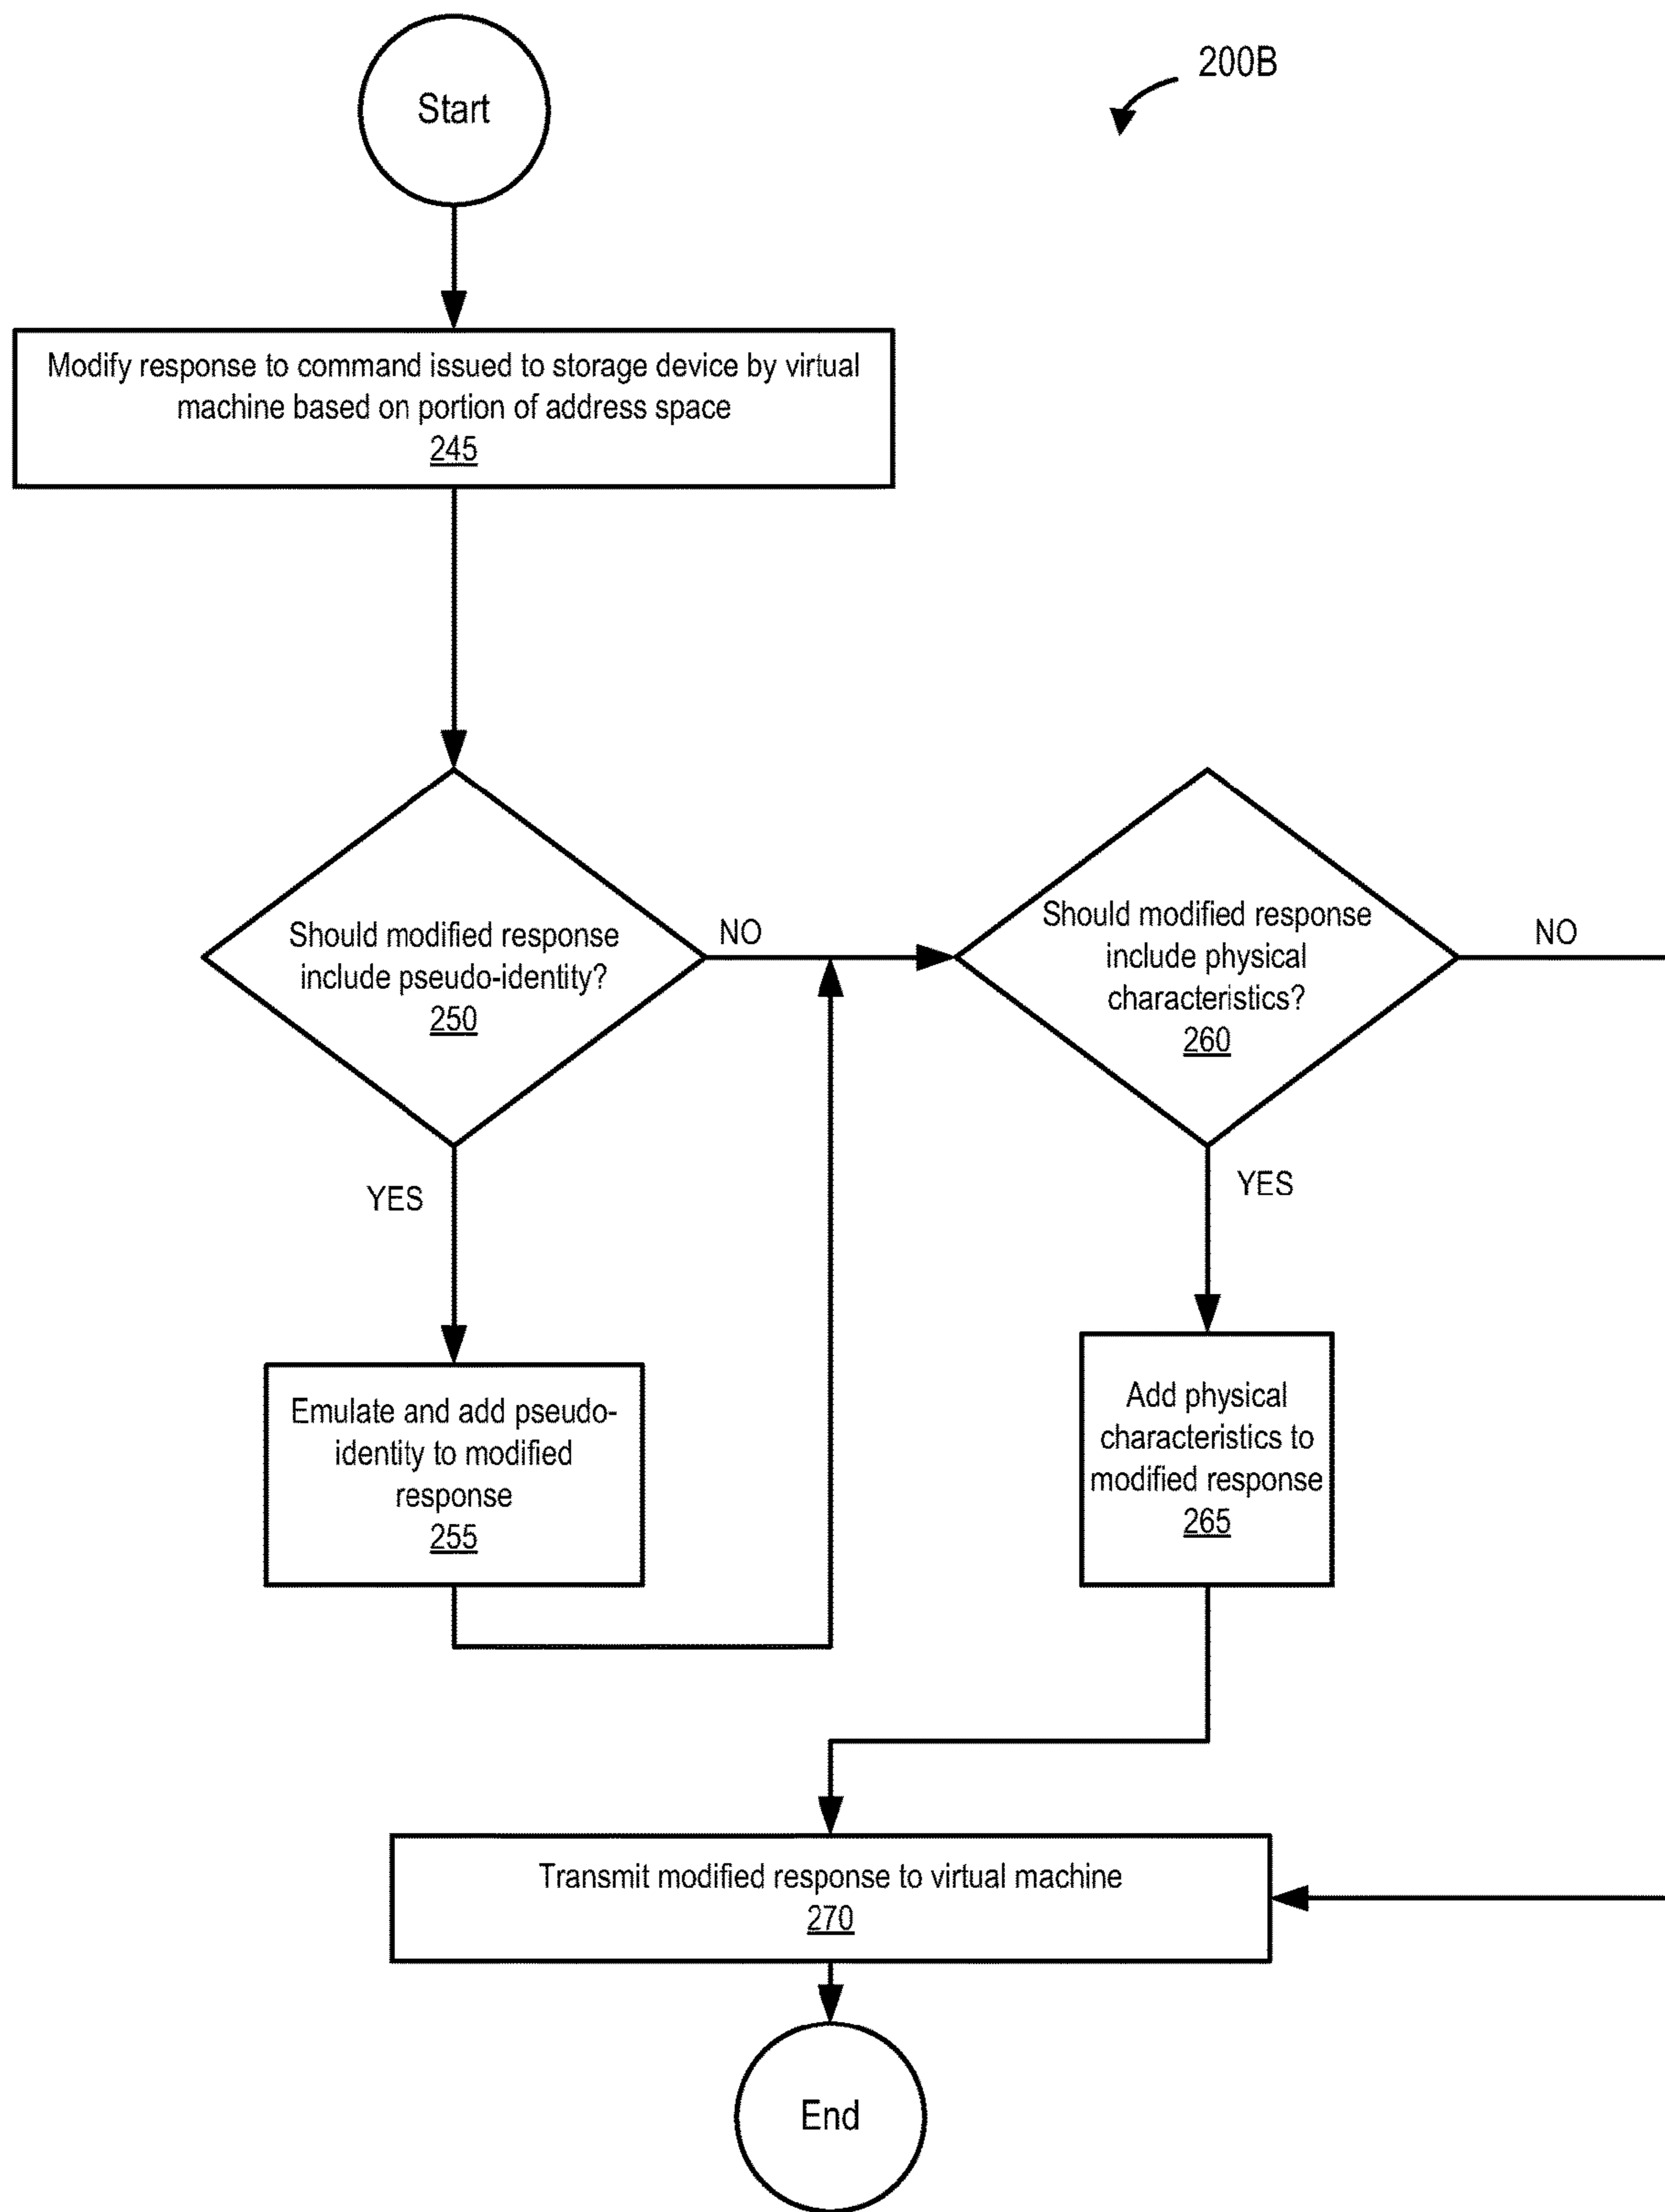 200B
Start
Modify response to command issued to storage device by virtual
machine based on portion of address space
245
Should modified response
include pseudo-identity?
250
NO
Should modified response
include physical
characteristics?
260
NO
YES
YES
Emulate and add pseudo-
identity to modified
response
255
Add physical
characteristics to
modified response
265
Transmit modified response to virtual machine
270
End